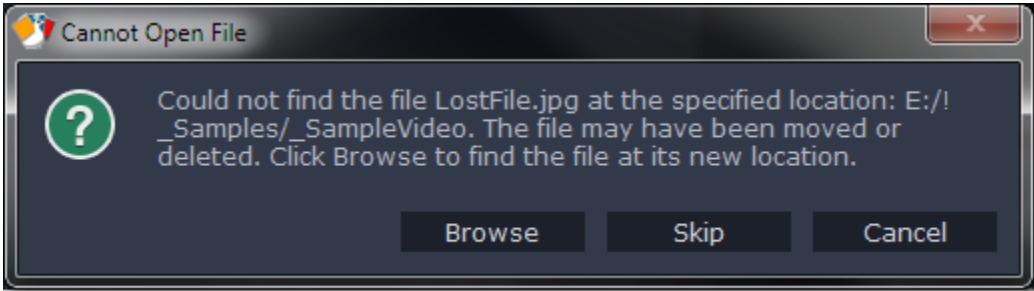 Cannot Open File
x
?
Could not find the file LostFile.jpg at the specified location: E:/!
_Samples/_SampleVideo. The file may have been moved or
deleted. Click Browse to find the file at its new location.
Browse Skip Cancel